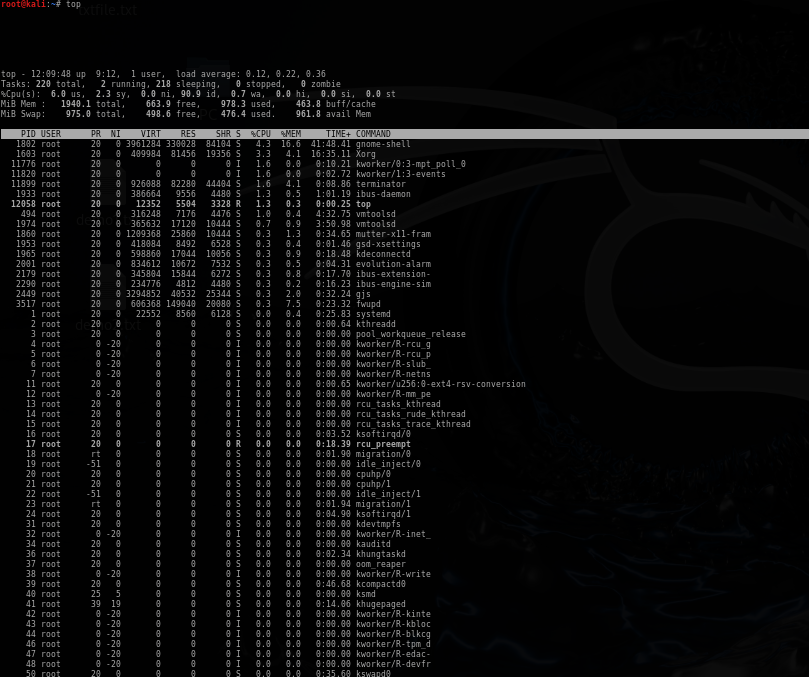 root@kali:~# top
top - 12:09:48 up  9:12,  1 user,  load average: 0.12, 0.22, 0.36
Tasks: 220 total,   2 running, 218 sleeping,   0 stopped,   0 zombie
%Cpu(s):  6.0 us,  2.3 sy,  0.0 ni, 90.9 id,  0.7 wa,  0.0 hi,  0.0 si,  0.0 st
MiB Mem :   1940.1 total,    663.9 free,    978.3 used,    463.8 buff/cache
MiB Swap:    975.0 total,    498.6 free,    476.4 used.    961.8 avail Mem
PID USER      PR  NI    VIRT    RES    SHR S  %CPU  %MEM     TIME+ COMMAND
1802 root      20   0 3961284 330028  84104 S   4.3  16.6  41:48.41 gnome-shell
1603 root      20   0  409984  81456  19356 S   3.3   4.1  16:35.11 Xorg
11776 root      20   0       0      0      0 I   1.6   0.0   0:10.21 kworker/0:3-mpt_poll_0
11820 root      20   0       0      0      0 I   1.6   0.0   0:02.72 kworker/1:3-events
11899 root      20   0  926088  82280  44404 S   1.6   4.1   0:08.86 terminator
1933 root      20   0  386664   9556   4480 S   1.3   0.5   1:01.19 ibus-daemon
12058 root      20   0   12352   5504   3328 R   1.3   0.3   0:00.25 top
494 root      20   0  316248   7176   4476 S   1.0   0.4   4:32.75 vmtoolsd
1974 root      20   0  365632  17120  10444 S   0.7   0.9   3:50.98 vmtoolsd
1860 root      20   0 1209368  25860  10444 S   0.3   1.3   0:34.65 mutter-x11-fram
1953 root      20   0  418084   8492   6528 S   0.3   0.4   0:01.46 gsd-xsettings
1965 root      20   0  598860  17044  10056 S   0.3   0.9   0:18.48 kdeconnectd
2001 root      20   0  834612  10672   7532 S   0.3   0.5   0:04.31 evolution-alarm
2179 root      20   0  345804  15844   6272 S   0.3   0.8   0:17.70 ibus-extension-
2290 root      20   0  234776   4812   4480 S   0.3   0.2   0:16.23 ibus-engine-sim
2449 root      20   0 3294852  40532  25344 S   0.3   2.0   0:32.24 gjs
3517 root      20   0  606368 149040  20080 S   0.3   7.5   0:23.32 fwupd
1 root      20   0   22552   8560   6128 S   0.0   0.4   0:25.83 systemd
2 root      20   0       0      0      0 S   0.0   0.0   0:00.64 kthreadd
3 root      20   0       0      0      0 S   0.0   0.0   0:00.00 pool_workqueue_release
4 root       0 -20       0      0      0 I   0.0   0.0   0:00.00 kworker/R-rcu_g
5 root       0 -20       0      0      0 I   0.0   0.0   0:00.00 kworker/R-rcu_p
6 root       0 -20       0      0      0 I   0.0   0.0   0:00.00 kworker/R-slub_
7 root       0 -20       0      0      0 I   0.0   0.0   0:00.00 kworker/R-netns
11 root      20   0       0      0      0 I   0.0   0.0   0:00.65 kworker/u256:0-ext4-rsv-conversion
12 root       0 -20       0      0      0 I   0.0   0.0   0:00.00 kworker/R-mm_pe
13 root      20   0       0      0      0 I   0.0   0.0   0:00.00 rcu_tasks_kthread
14 root      20   0       0      0      0 I   0.0   0.0   0:00.00 rcu_tasks_rude_kthread
15 root      20   0       0      0      0 I   0.0   0.0   0:00.00 rcu_tasks_trace_kthread
16 root      20   0       0      0      0 S   0.0   0.0   0:03.52 ksoftirqd/0
17 root      20   0       0      0      0 R   0.0   0.0   0:18.39 rcu_preempt
18 root      rt   0       0      0      0 S   0.0   0.0   0:01.90 migration/0
19 root     -51   0       0      0      0 S   0.0   0.0   0:00.00 idle_inject/0
20 root      20   0       0      0      0 S   0.0   0.0   0:00.00 cpuhp/0
21 root      20   0       0      0      0 S   0.0   0.0   0:00.00 cpuhp/1
22 root     -51   0       0      0      0 S   0.0   0.0   0:00.00 idle_inject/1
23 root      rt   0       0      0      0 S   0.0   0.0   0:01.94 migration/1
24 root      20   0       0      0      0 S   0.0   0.0   0:04.90 ksoftirqd/1
31 root      20   0       0      0      0 S   0.0   0.0   0:00.00 kdevtmpfs
32 root       0 -20       0      0      0 I   0.0   0.0   0:00.00 kworker/R-inet_
34 root      20   0       0      0      0 S   0.0   0.0   0:00.00 kauditd
36 root      20   0       0      0      0 S   0.0   0.0   0:02.34 khungtaskd
37 root      20   0       0      0      0 S   0.0   0.0   0:00.00 oom_reaper
38 root       0 -20       0      0      0 I   0.0   0.0   0:00.00 kworker/R-write
39 root      20   0       0      0      0 S   0.0   0.0   0:46.68 kcompactd0
40 root      25   5       0      0      0 S   0.0   0.0   0:00.00 ksmd
41 root      39  19       0      0      0 S   0.0   0.0   0:14.06 khugepaged
42 root       0 -20       0      0      0 I   0.0   0.0   0:00.00 kworker/R-kinte
43 root       0 -20       0      0      0 I   0.0   0.0   0:00.00 kworker/R-kbloc
44 root       0 -20       0      0      0 I   0.0   0.0   0:00.00 kworker/R-blkcg
46 root       0 -20       0      0      0 I   0.0   0.0   0:00.00 kworker/R-tpm_d
47 root       0 -20       0      0      0 I   0.0   0.0   0:00.00 kworker/R-edac-
48 root       0 -20       0      0      0 I   0.0   0.0   0:00.00 kworker/R-devfr
50 root      20   0       0      0      0 S   0.0   0.0   0:35.60 kswapd0